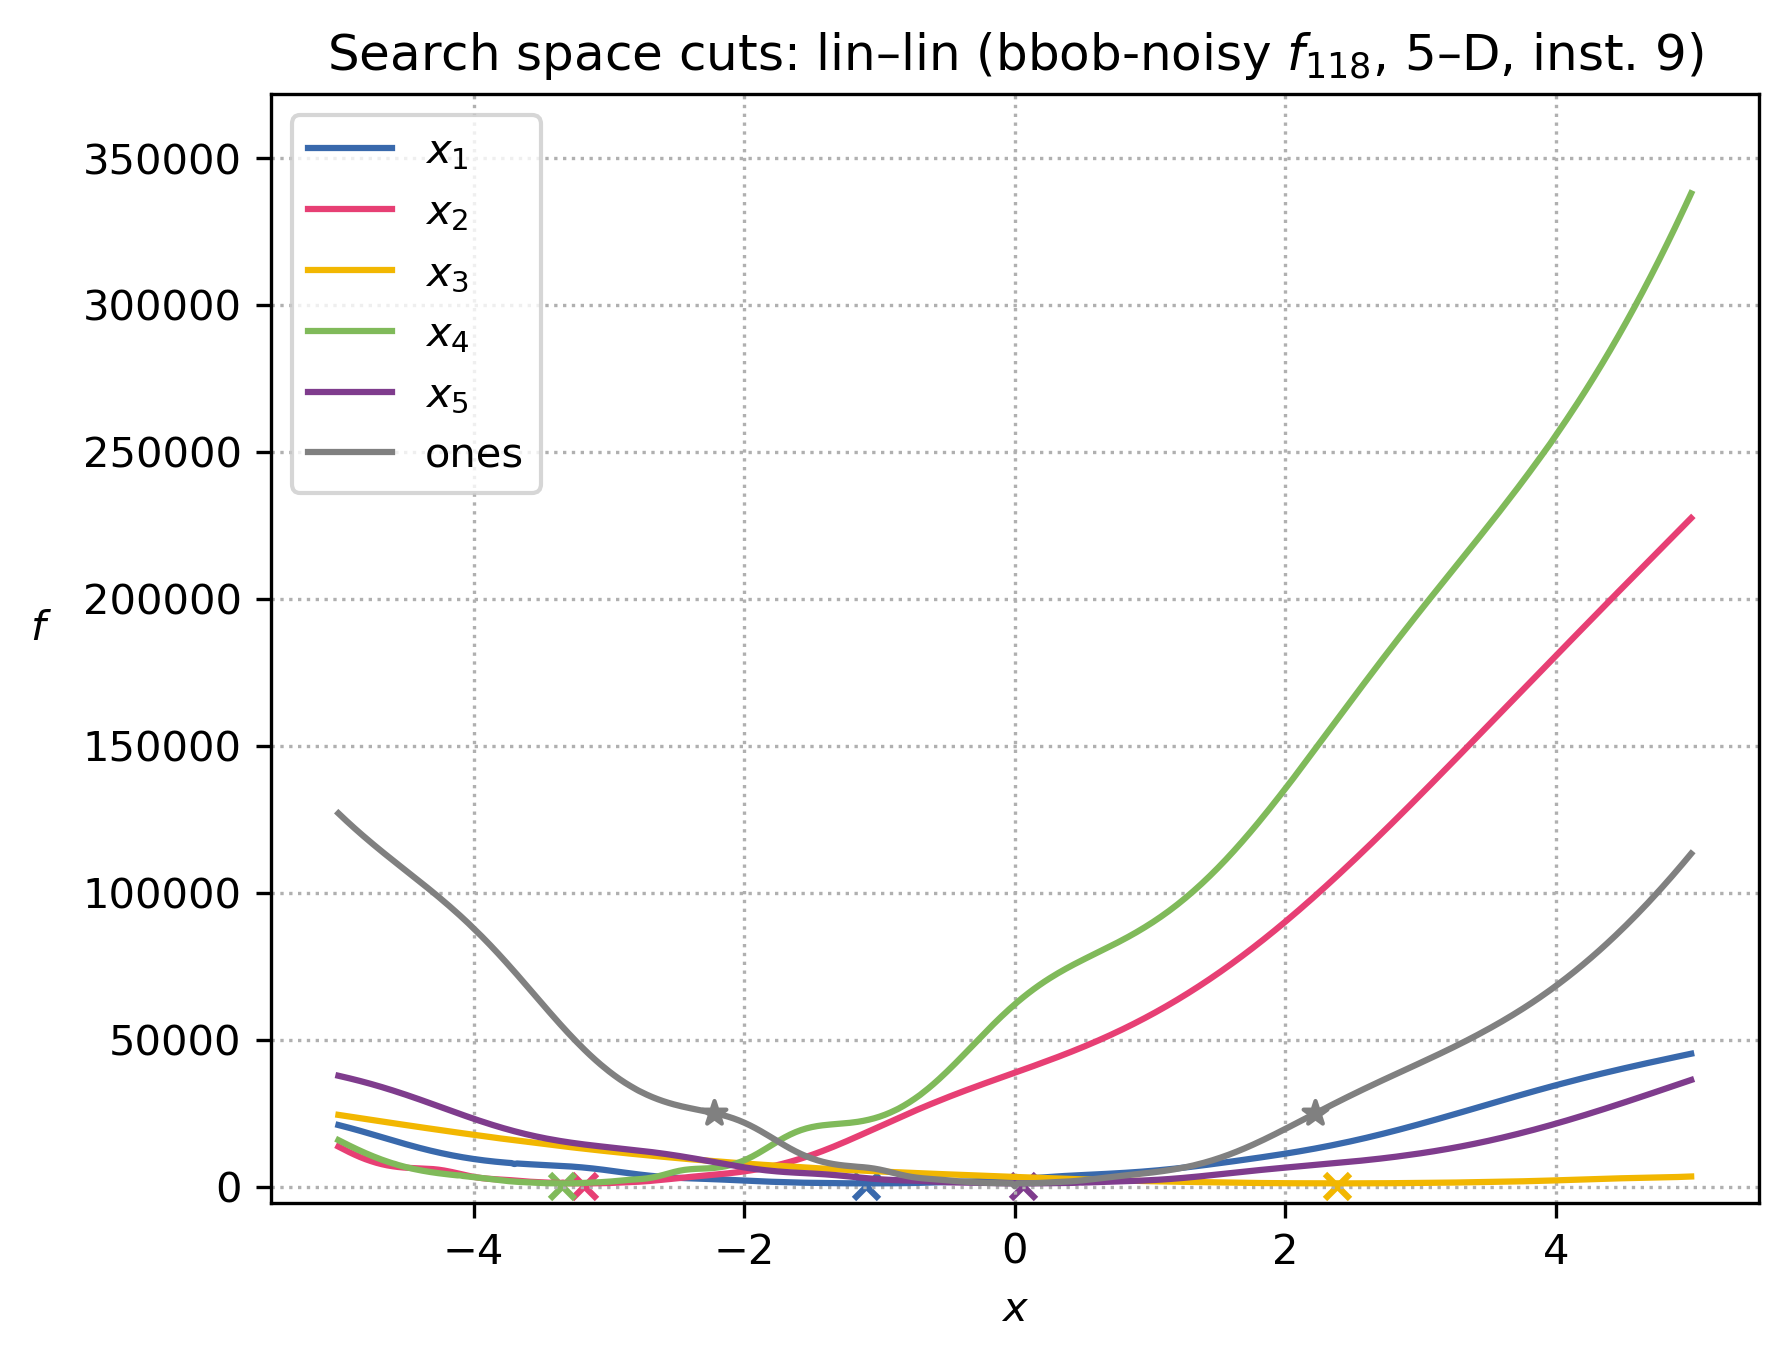 Search space cuts: lin–lin (bbob-noisy f₁₁₈, 5–D, inst. 9)
x₁
x₂
x₃
x₄
x₅
ones
350000
300000
250000
200000
150000
100000
50000
0
f
−4 −2 0 2 4
x